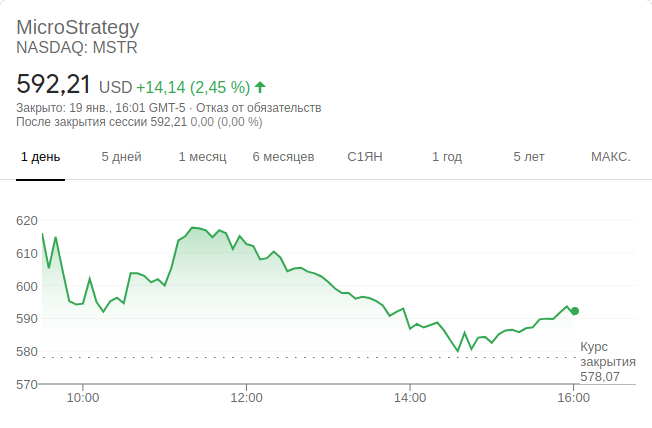 MicroStrategy
NASDAQ: MSTR
592,21 USD +14,14 (2,45 %)
Закрыто: 19 янв., 16:01 GMT-5 · Отказ от обязательств
После закрытия сессии 592,21 0,00 (0,00 %)
1 день 5 дней 1 месяц 6 месяцев С1ЯН 1 год 5 лет МАКС.
620
610
600
590
580
570
Курс
закрытия
578,07
10:00 12:00 14:00 16:00